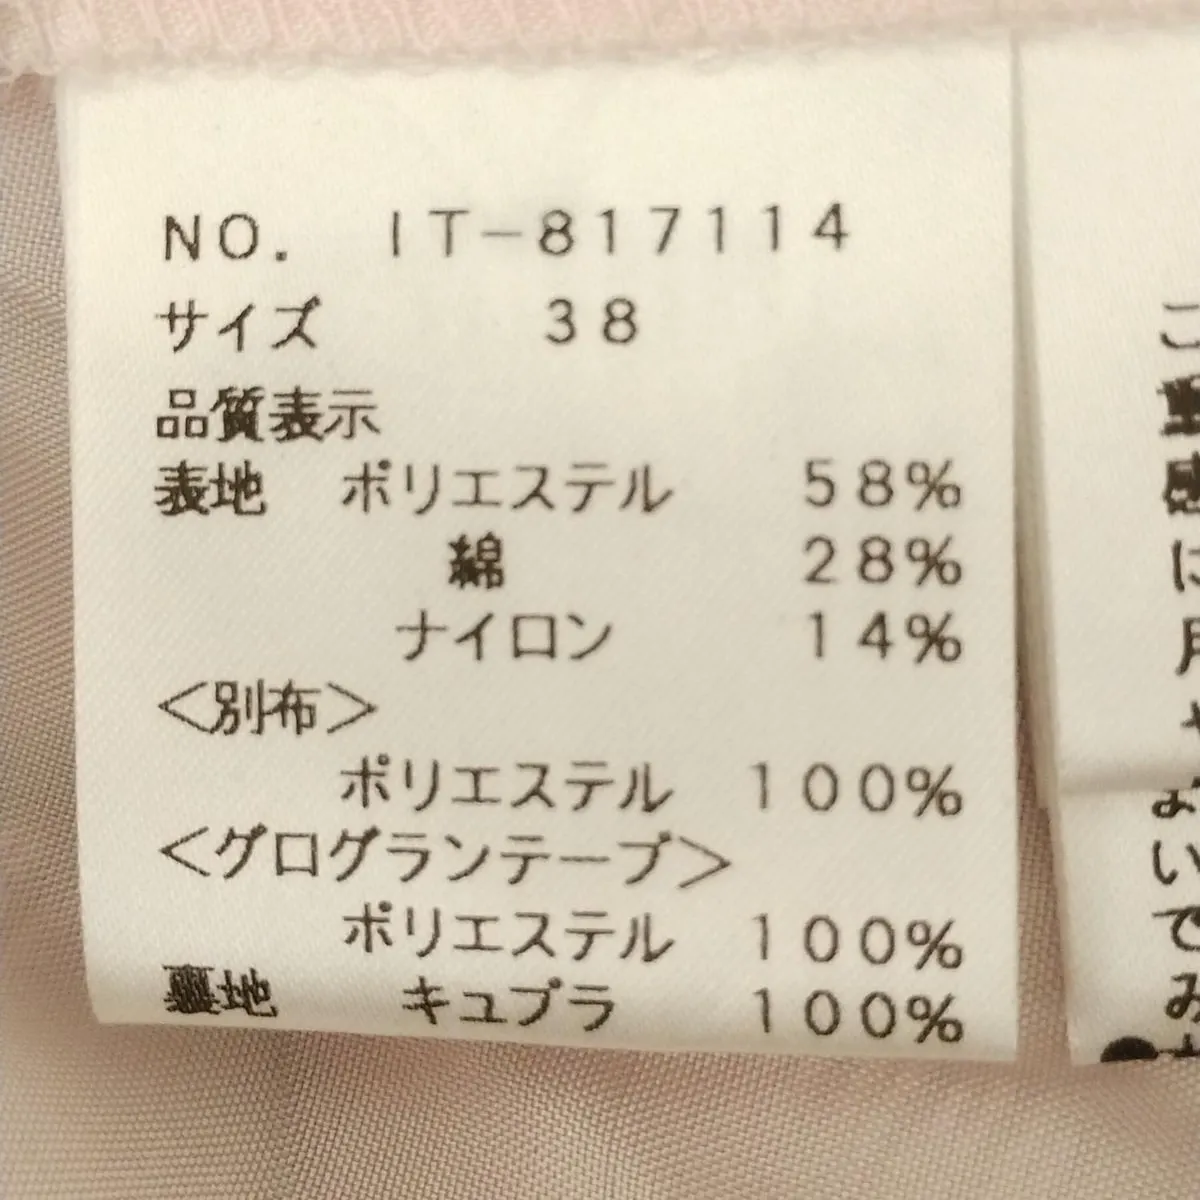 NO. IT-817114
サイズ 38
品質表示
表地 ポリエステル 58%
綿 28%
ナイロン 14%
<別布>
ポリエステル 100%
<グログランテープ>
ポリエステル 100%
裏地 キュプラ 100%